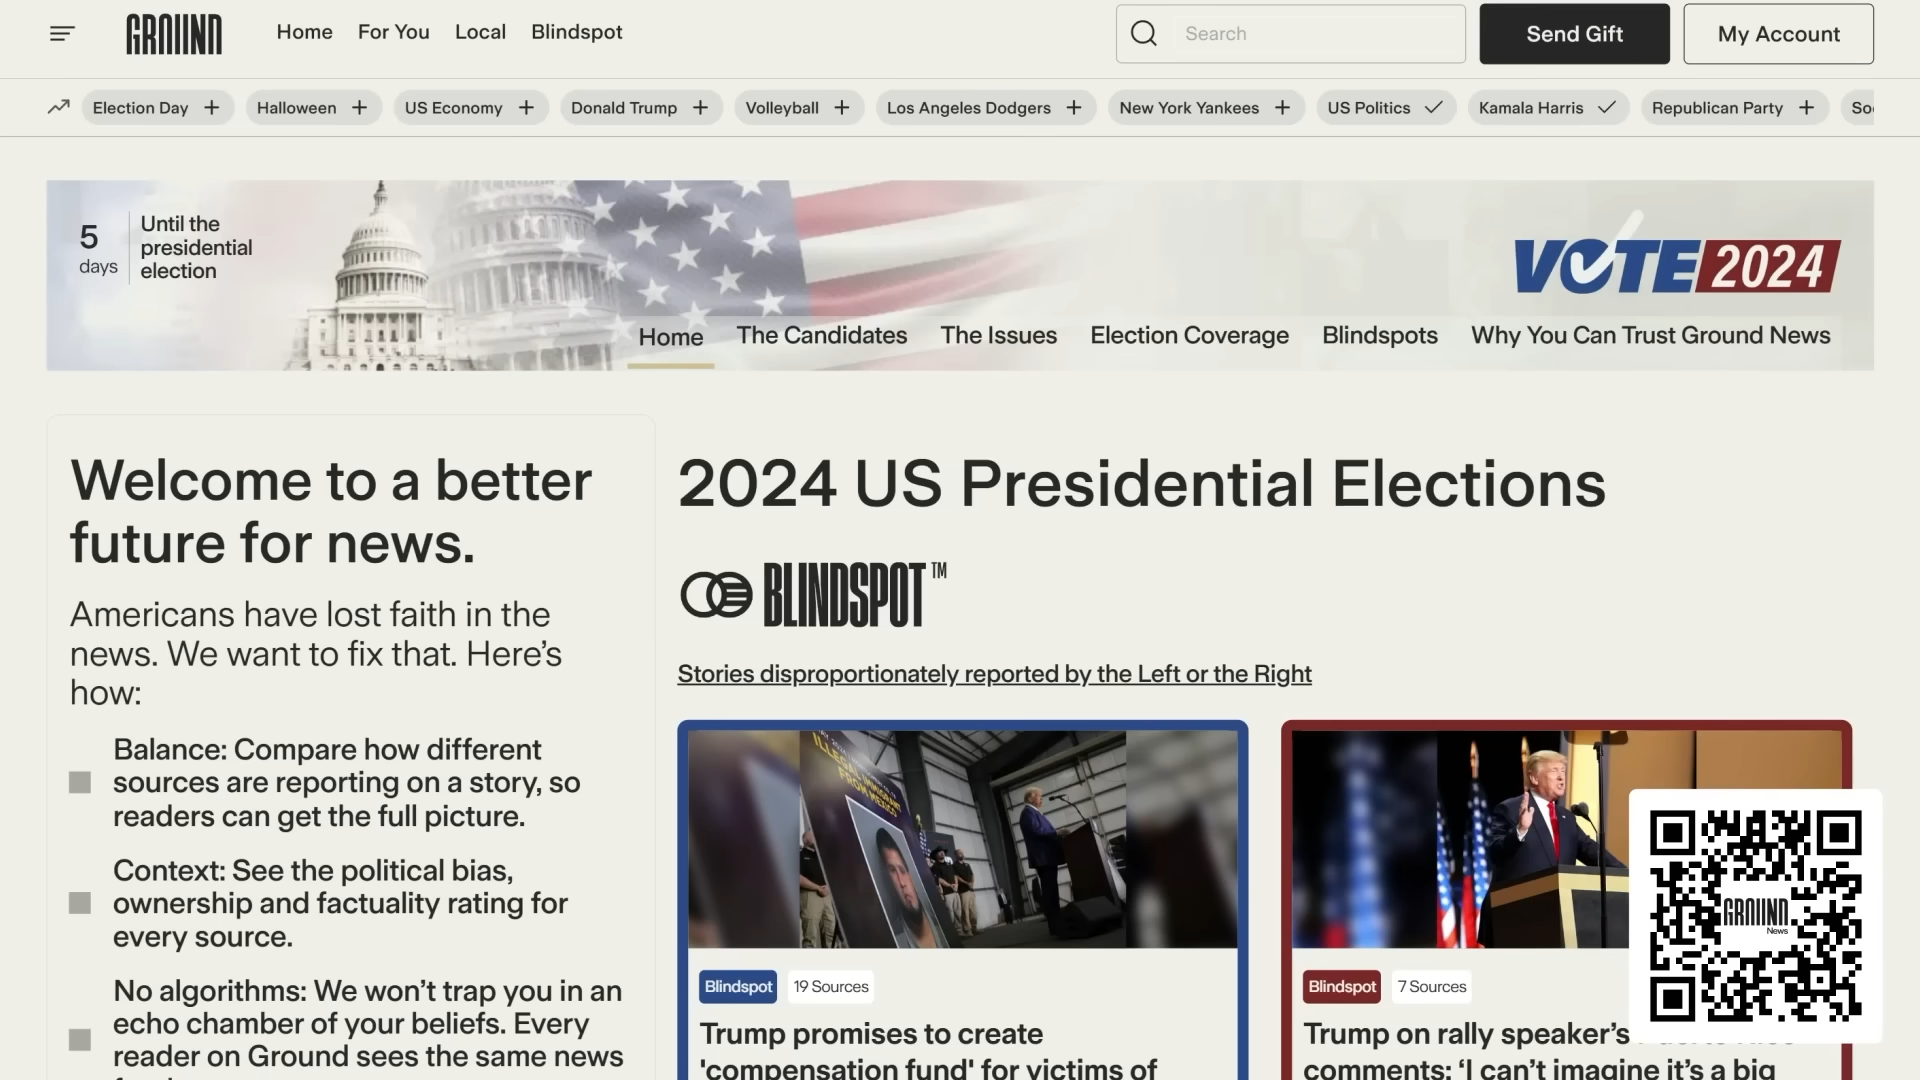 GROUND
Home
For You
Local
Blindspot
Search
Send Gift
My Account
Election Day
Halloween
US Economy
Donald Trump
Volleyball
Los Angeles Dodgers
New York Yankees
US Politics
Kamala Harris
Republican Party
5
days
Until the
presidential
election
VOTE 2024
Home
The Candidates
The Issues
Election Coverage
Blindspots
Why You Can Trust Ground News
Welcome to a better
future for news.
Americans have lost faith in the
news. We want to fix that. Here’s
how:
Balance: Compare how different
sources are reporting on a story, so
readers can get the full picture.
Context: See the political bias,
ownership and factuality rating for
every source.
No algorithms: We won’t trap you in an
echo chamber of your beliefs. Every
reader on Ground sees the same news
2024 US Presidential Elections
BLINDSPOT™
Stories disproportionately reported by the Left or the Right
ILLEGAL IMMIGRANT
FROM MEXICO
Blindspot
19 Sources
Trump promises to create
'compensation fund' for victims of
Blindspot
7 Sources
Trump on rally speaker’s
comments: ‘I can’t imagine it’s a big
GROUND
News